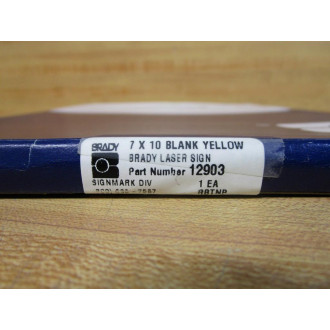 BRADY
7 X 10 BLANK YELLOW
BRADY LASER SIGN
Part Number 12903
SIGNMARK DIV
1 EA